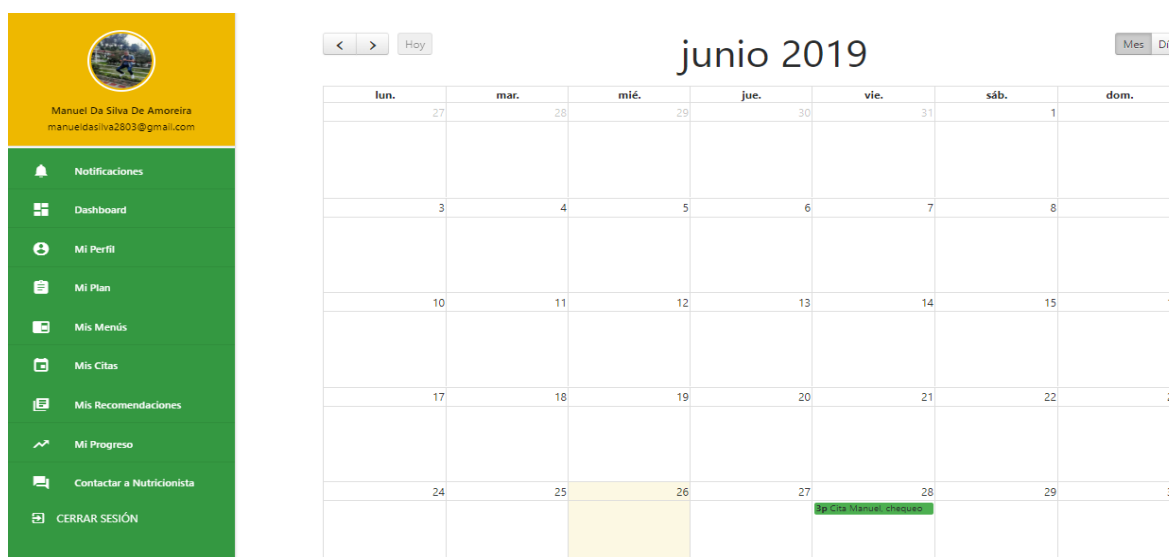 Manuel Da Silva De Amoreira
manueldasilva2803@gmail.com
Notificaciones
Dashboard
Mi Perfil
Mi Plan
Mis Menús
Mis Citas
Mis Recomendaciones
Mi Progreso
Contactar a Nutricionista
CERRAR SESIÓN
Hoy
junio 2019
Mes
lun. mar. mié. jue. vie. sáb. dom.
27 28 29 30 31 1
3 4 5 6 7 8
10 11 12 13 14 15
17 18 19 20 21 22
24 25 26 27 28 29
3p Cita Manuel, chequeo